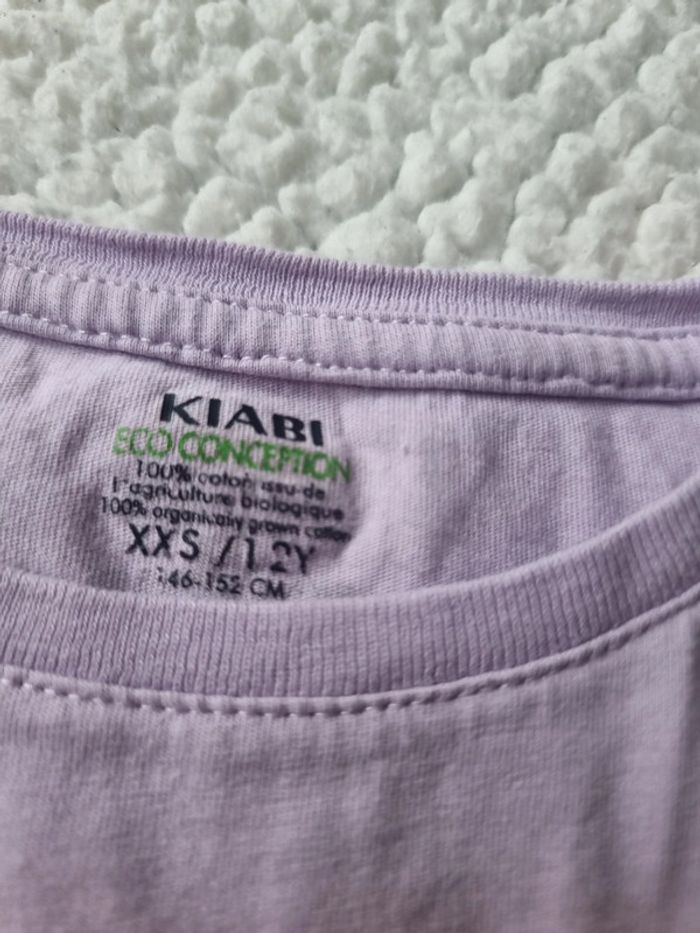 KIABI
ECO CONCEPTION
100% coton issu de
l'agriculture biologique
100% organically grown cotton
XXS / 12Y
146-152 CM